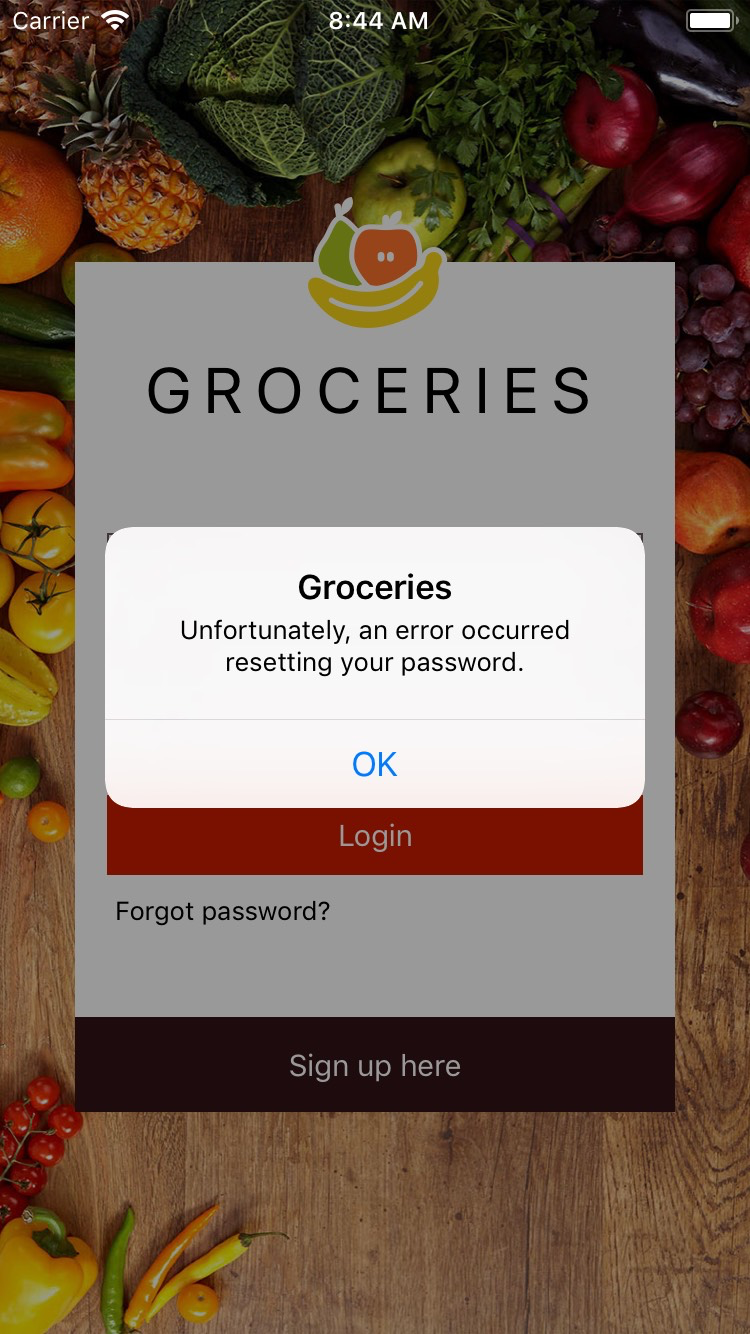 Carrier 8:44 AM
GROCERIES
Groceries
Unfortunately, an error occurred
resetting your password.
OK
Login
Forgot password?
Sign up here